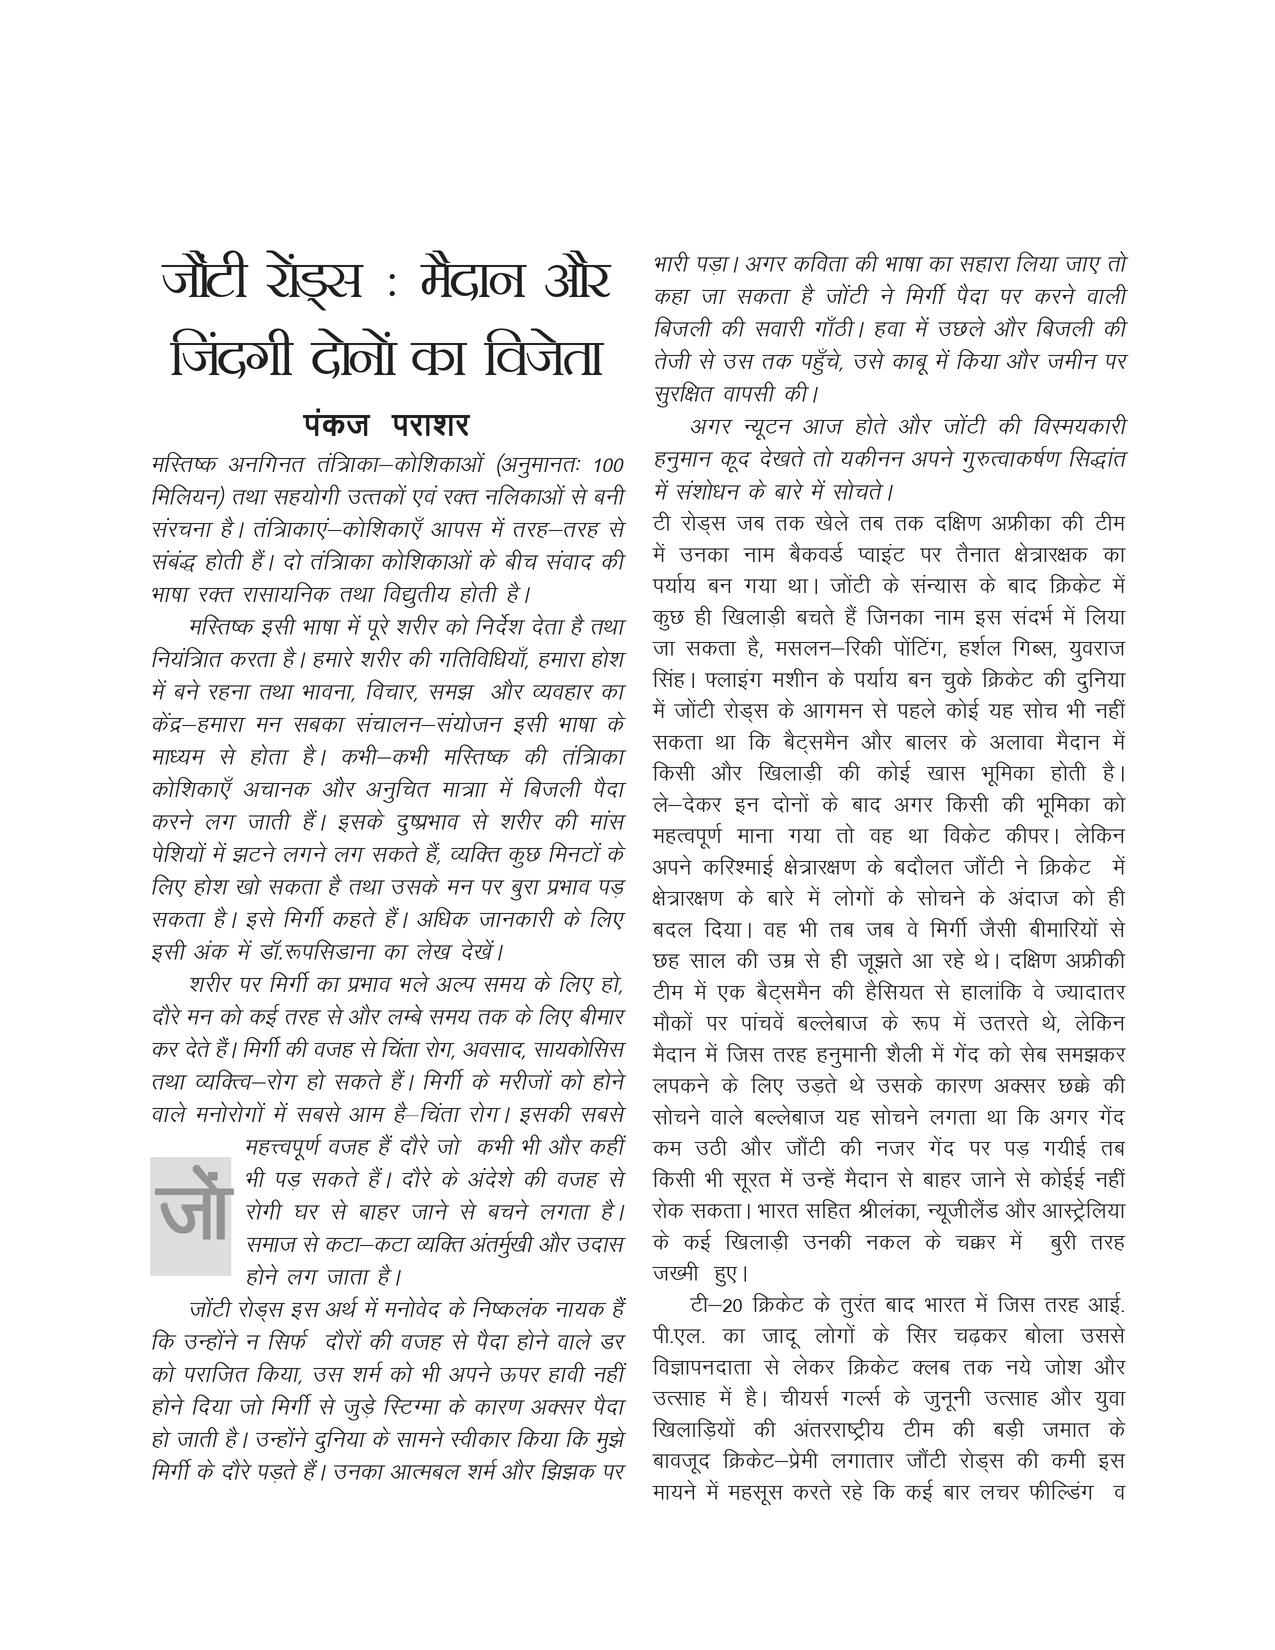 जौंटी रोंड्स : मैदान और
जिंदगी दोनों का विजेता
पंकज पराशर
मस्तिष्क अनगिनत तंत्रिाका–कोशिकाओं (अनुमानतः 100
मिलियन) तथा सहयोगी उत्तकों एवं रक्त नलिकाओं से बनी
संरचना है। तंत्रिाकाएं–कोशिकाएँ आपस में तरह–तरह से
संबंद्ध होती हैं। दो तंत्रिाका कोशिकाओं के बीच संवाद की
भाषा रक्त रासायनिक तथा विद्युतीय होती है।
मस्तिष्क इसी भाषा में पूरे शरीर को निर्देश देता है तथा
नियंत्रिात करता है। हमारे शरीर की गतिविधियाँ, हमारा होश
में बने रहना तथा भावना, विचार, समझ और व्यवहार का
केंद्र–हमारा मन सबका संचालन–संयोजन इसी भाषा के
माध्यम से होता है। कभी–कभी मस्तिष्क की तंत्रिाका
कोशिकाएँ अचानक और अनुचित मात्राा में बिजली पैदा
करने लग जाती हैं। इसके दुष्प्रभाव से शरीर की मांस
पेशियों में झटने लगने लग सकते हैं, व्यक्ति कुछ मिनटों के
लिए होश खो सकता है तथा उसके मन पर बुरा प्रभाव पड़
सकता है। इसे मिर्गी कहते हैं। अधिक जानकारी के लिए
इसी अंक में डॉ.रूपसिडाना का लेख देखें।
शरीर पर मिर्गी का प्रभाव भले अल्प समय के लिए हो,
दौरे मन को कई तरह से और लम्बे समय तक के लिए बीमार
कर देते हैं। मिर्गी की वजह से चिंता रोग, अवसाद, सायकोसिस
तथा व्यक्त्वि–रोग हो सकते हैं। मिर्गी के मरीजों को होने
वाले मनोरोगों में सबसे आम है–चिंता रोग। इसकी सबसे
महत्त्वपूर्ण वजह हैं दौरे जो कभी भी और कहीं
भी पड़ सकते हैं। दौरे के अंदेशे की वजह से
रोगी घर से बाहर जाने से बचने लगता है।
समाज से कटा–कटा व्यक्ति अंतर्मुखी और उदास
होने लग जाता है।
जों
जोंटी रोड्स इस अर्थ में मनोवेद के निष्कलंक नायक हैं
कि उन्होंने न सिर्फ दौरों की वजह से पैदा होने वाले डर
को पराजित किया, उस शर्म को भी अपने ऊपर हावी नहीं
होने दिया जो मिर्गी से जुड़े स्टिग्मा के कारण अक्सर पैदा
हो जाती है। उन्होंने दुनिया के सामने स्वीकार किया कि मुझे
मिर्गी के दौरे पड़ते हैं। उनका आत्मबल शर्म और झिझक पर
भारी पड़ा। अगर कविता की भाषा का सहारा लिया जाए तो
कहा जा सकता है जोंटी ने मिर्गी पैदा पर करने वाली
बिजली की सवारी गाँठी। हवा में उछले और बिजली की
तेजी से उस तक पहुँचे, उसे काबू में किया और जमीन पर
सुरक्षित वापसी की।
अगर न्यूटन आज होते और जोंटी की विस्मयकारी
हनुमान कूद देखते तो यकीनन अपने गुरुत्वाकर्षण सिद्धांत
में संशोधन के बारे में सोचते।
टी रोड्स जब तक खेले तब तक दक्षिण अफ्रीका की टीम
में उनका नाम बैकवर्ड प्वाइंट पर तैनात क्षेत्रारक्षक का
पर्याय बन गया था। जोंटी के संन्यास के बाद क्रिकेट में
कुछ ही खिलाड़ी बचते हैं जिनका नाम इस संदर्भ में लिया
जा सकता है, मसलन–रिकी पोंटिंग, हर्शल गिब्स, युवराज
सिंह। फ्लाइंग मशीन के पर्याय बन चुके क्रिकेट की दुनिया
में जोंटी रोड्स के आगमन से पहले कोई यह सोच भी नहीं
सकता था कि बैट्समैन और बालर के अलावा मैदान में
किसी और खिलाड़ी की कोई खास भूमिका होती है।
ले–देकर इन दोनों के बाद अगर किसी की भूमिका को
महत्वपूर्ण माना गया तो वह था विकेट कीपर। लेकिन
अपने करिश्माई क्षेत्रारक्षण के बदौलत जौंटी ने क्रिकेट में
क्षेत्रारक्षण के बारे में लोगों के सोचने के अंदाज को ही
बदल दिया। वह भी तब जब वे मिर्गी जैसी बीमारियों से
छह साल की उम्र से ही जूझते आ रहे थे। दक्षिण अफ्रीकी
टीम में एक बैट्समैन की हैसियत से हालांकि वे ज्यादातर
मौकों पर पांचवें बल्लेबाज के रूप में उतरते थे, लेकिन
मैदान में जिस तरह हनुमानी शैली में गेंद को सेब समझकर
लपकने के लिए उड़ते थे उसके कारण अक्सर छक्के की
सोचने वाले बल्लेबाज यह सोचने लगता था कि अगर गेंद
कम उठी और जौंटी की नजर गेंद पर पड़ गयीई तब
किसी भी सूरत में उन्हें मैदान से बाहर जाने से कोईई नहीं
रोक सकता। भारत सहित श्रीलंका, न्यूजीलैंड और आस्ट्रेलिया
के कई खिलाड़ी उनकी नकल के चक्कर में बुरी तरह
जख्मी हुए।
टी–20 क्रिकेट के तुरंत बाद भारत में जिस तरह आई.
पी.एल. का जादू लोगों के सिर चढ़कर बोला उससे
विज्ञापनदाता से लेकर क्रिकेट क्लब तक नये जोश और
उत्साह में है। चीयर्स गर्ल्स के जुनूनी उत्साह और युवा
खिलाड़ियों की अंतरराष्ट्रीय टीम की बड़ी जमात के
बावजूद क्रिकेट–प्रेमी लगातार जौंटी रोड्स की कमी इस
मायने में महसूस करते रहे कि कई बार लचर फील्डिंग व